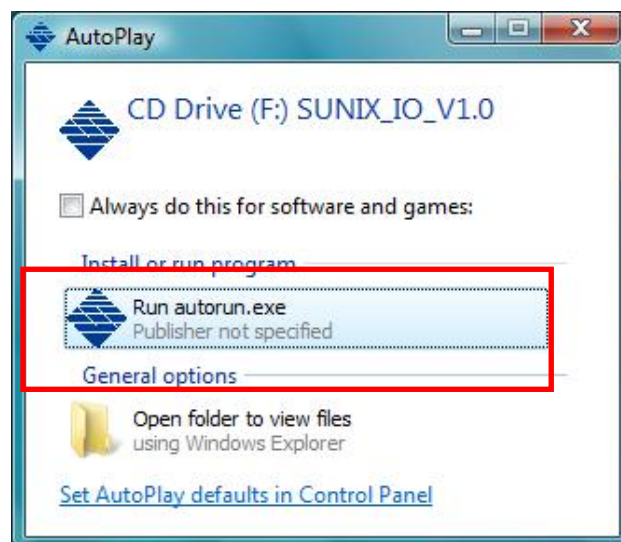 AutoPlay
CD Drive (F:) SUNIX_IO_V1.0
Always do this for software and games:
Install or run program
Run autorun.exe
Publisher not specified
General options
Open folder to view files
using Windows Explorer
Set AutoPlay defaults in Control Panel